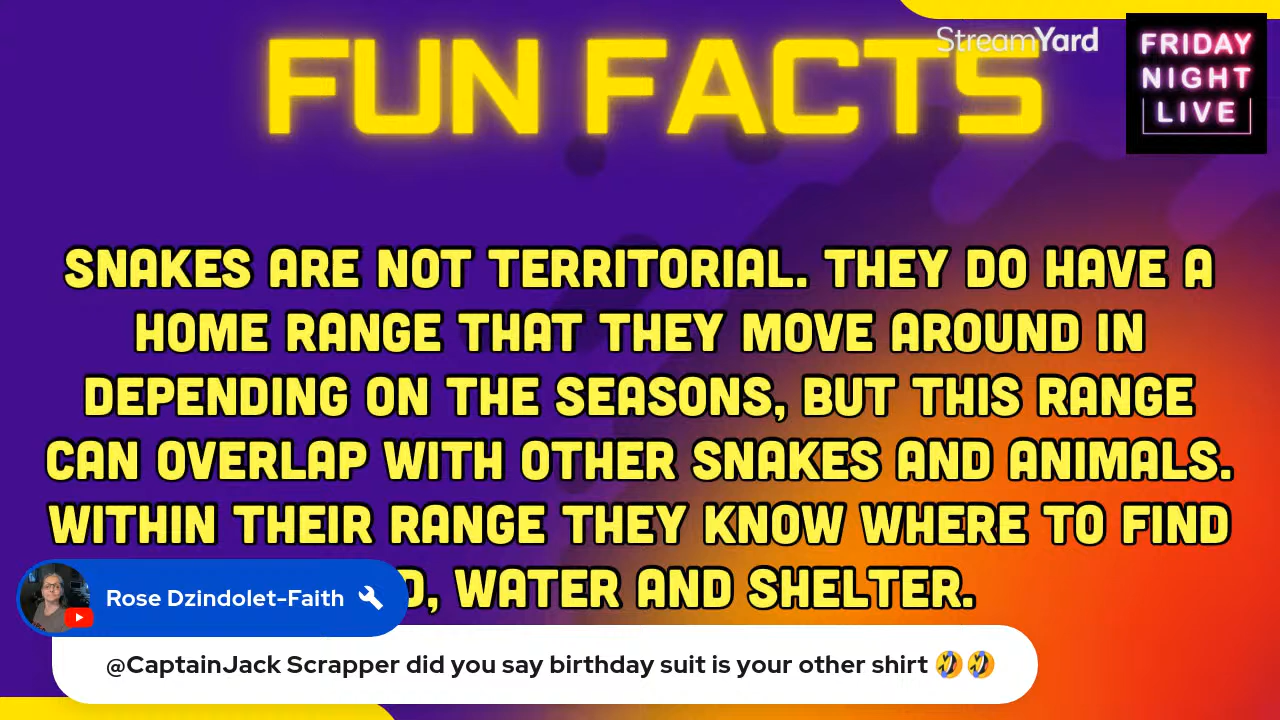 FUN FACTS
StreamYard
FRIDAY
NIGHT
LIVE
SNAKES ARE NOT TERRITORIAL. THEY DO HAVE A
HOME RANGE THAT THEY MOVE AROUND IN
DEPENDING ON THE SEASONS, BUT THIS RANGE
CAN OVERLAP WITH OTHER SNAKES AND ANIMALS.
WITHIN THEIR RANGE THEY KNOW WHERE TO FIND
D, WATER AND SHELTER.
Rose Dzindolet-Faith
@CaptainJack Scrapper did you say birthday suit is your other shirt 🤣🤣